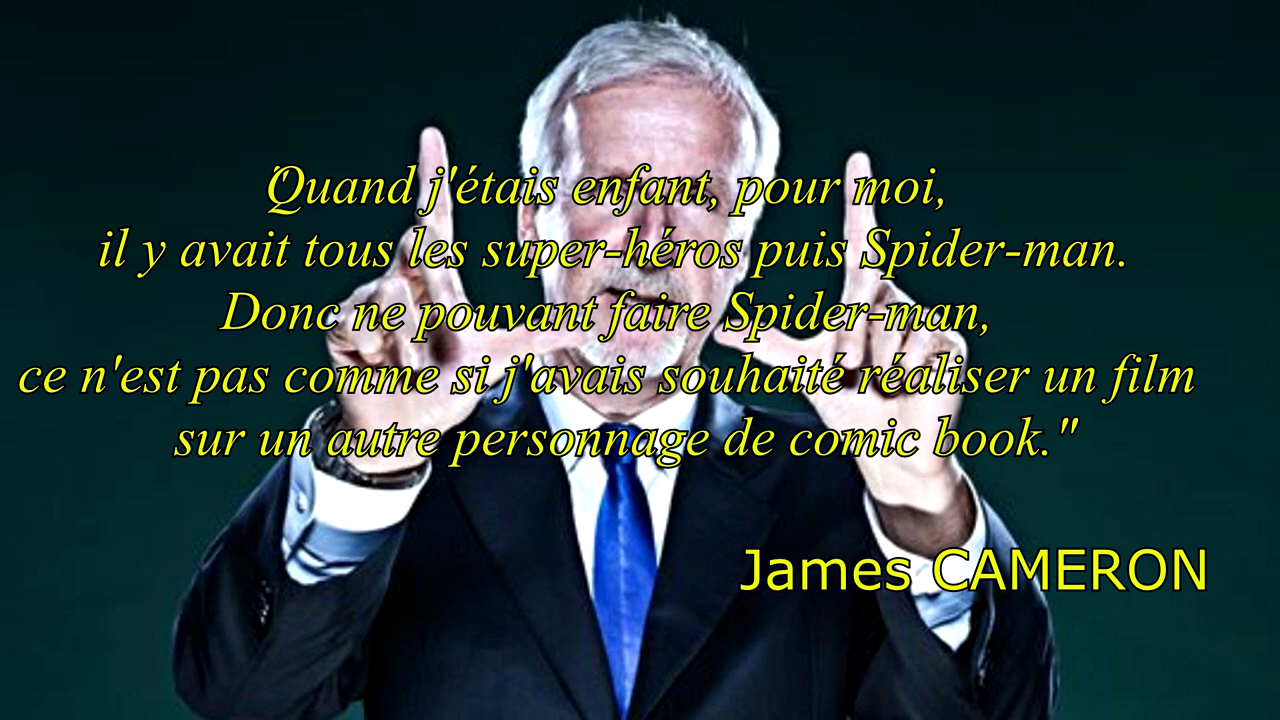 "Quand j'étais enfant, pour moi,
il y avait tous les super-héros puis Spider-man.
Donc ne pouvant faire Spider-man,
ce n'est pas comme si j'avais souhaité réaliser un film
sur un autre personnage de comic book."
James CAMERON